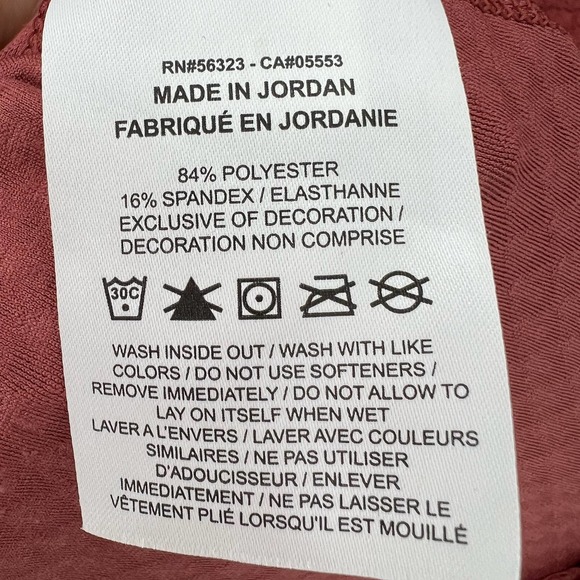 RN#56323 - CA#05553
MADE IN JORDAN
FABRIQUÉ EN JORDANIE
84% POLYESTER
16% SPANDEX / ELASTHANNE
EXCLUSIVE OF DECORATION /
DECORATION NON COMPRISE
30C
WASH INSIDE OUT / WASH WITH LIKE
COLORS / DO NOT USE SOFTENERS /
REMOVE IMMEDIATELY / DO NOT ALLOW TO
LAY ON ITSELF WHEN WET
LAVER A L'ENVERS / LAVER AVEC COULEURS
SIMILAIRES / NE PAS UTILISER
D'ADOUCISSEUR / ENLEVER
IMMEDIATEMENT / NE PAS LAISSER LE
VÊTEMENT PLIÉ LORSQU'IL EST MOUILLÉ